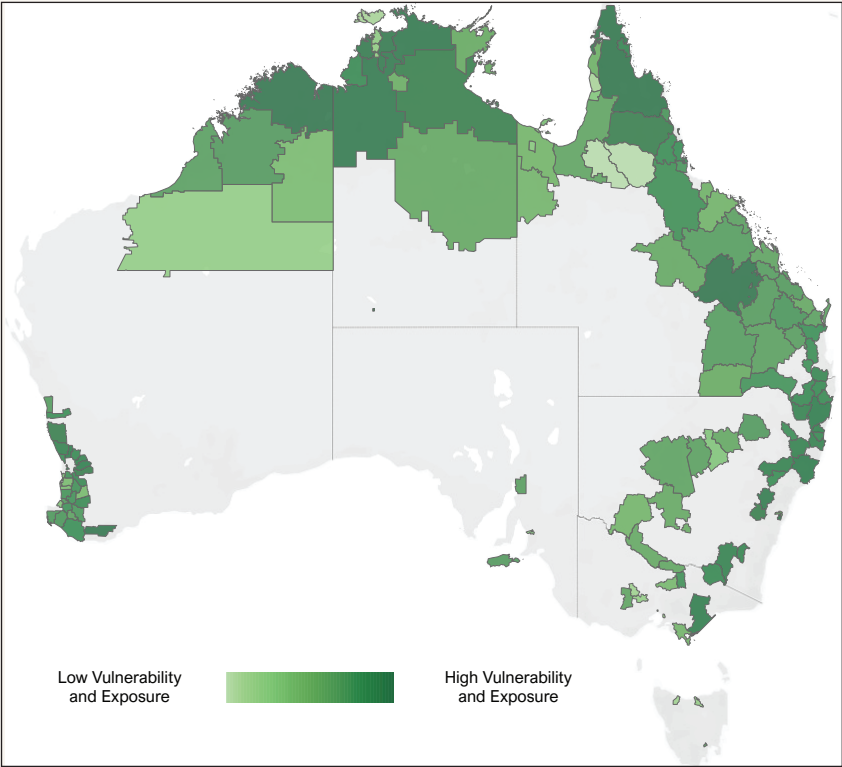 Low Vulnerability
and Exposure
High Vulnerability
and Exposure